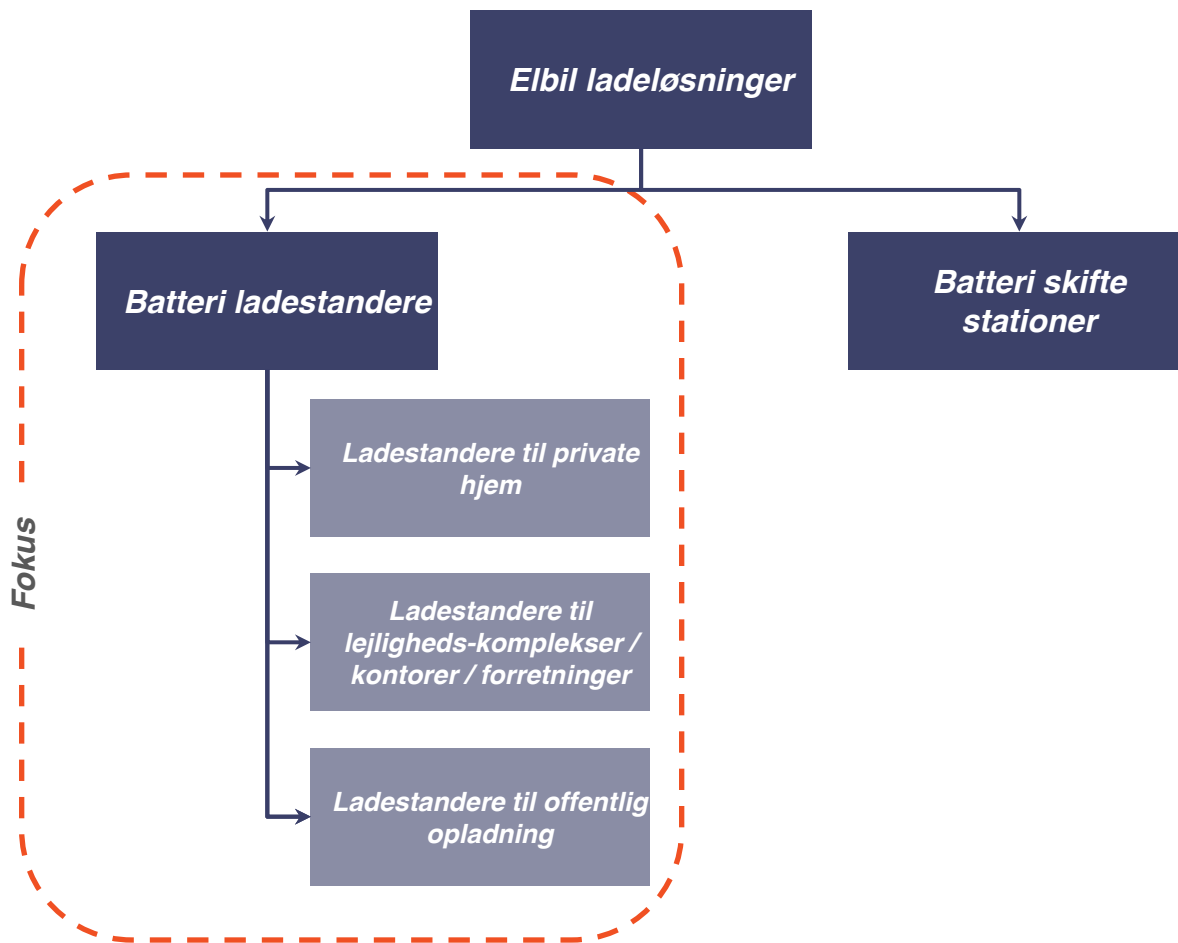 Elbil ladeløsninger
Batteri ladestandere
Batteri skifte
stationer
Ladestandere til private
hjem
Ladestandere til
lejligheds-komplekser /
kontorer / forretninger
Ladestandere til offentlig
opladning
Fokus